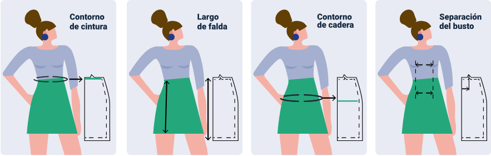 Contorno
de cintura
Largo
de falda
Contorno
de cadera
Separación
del busto